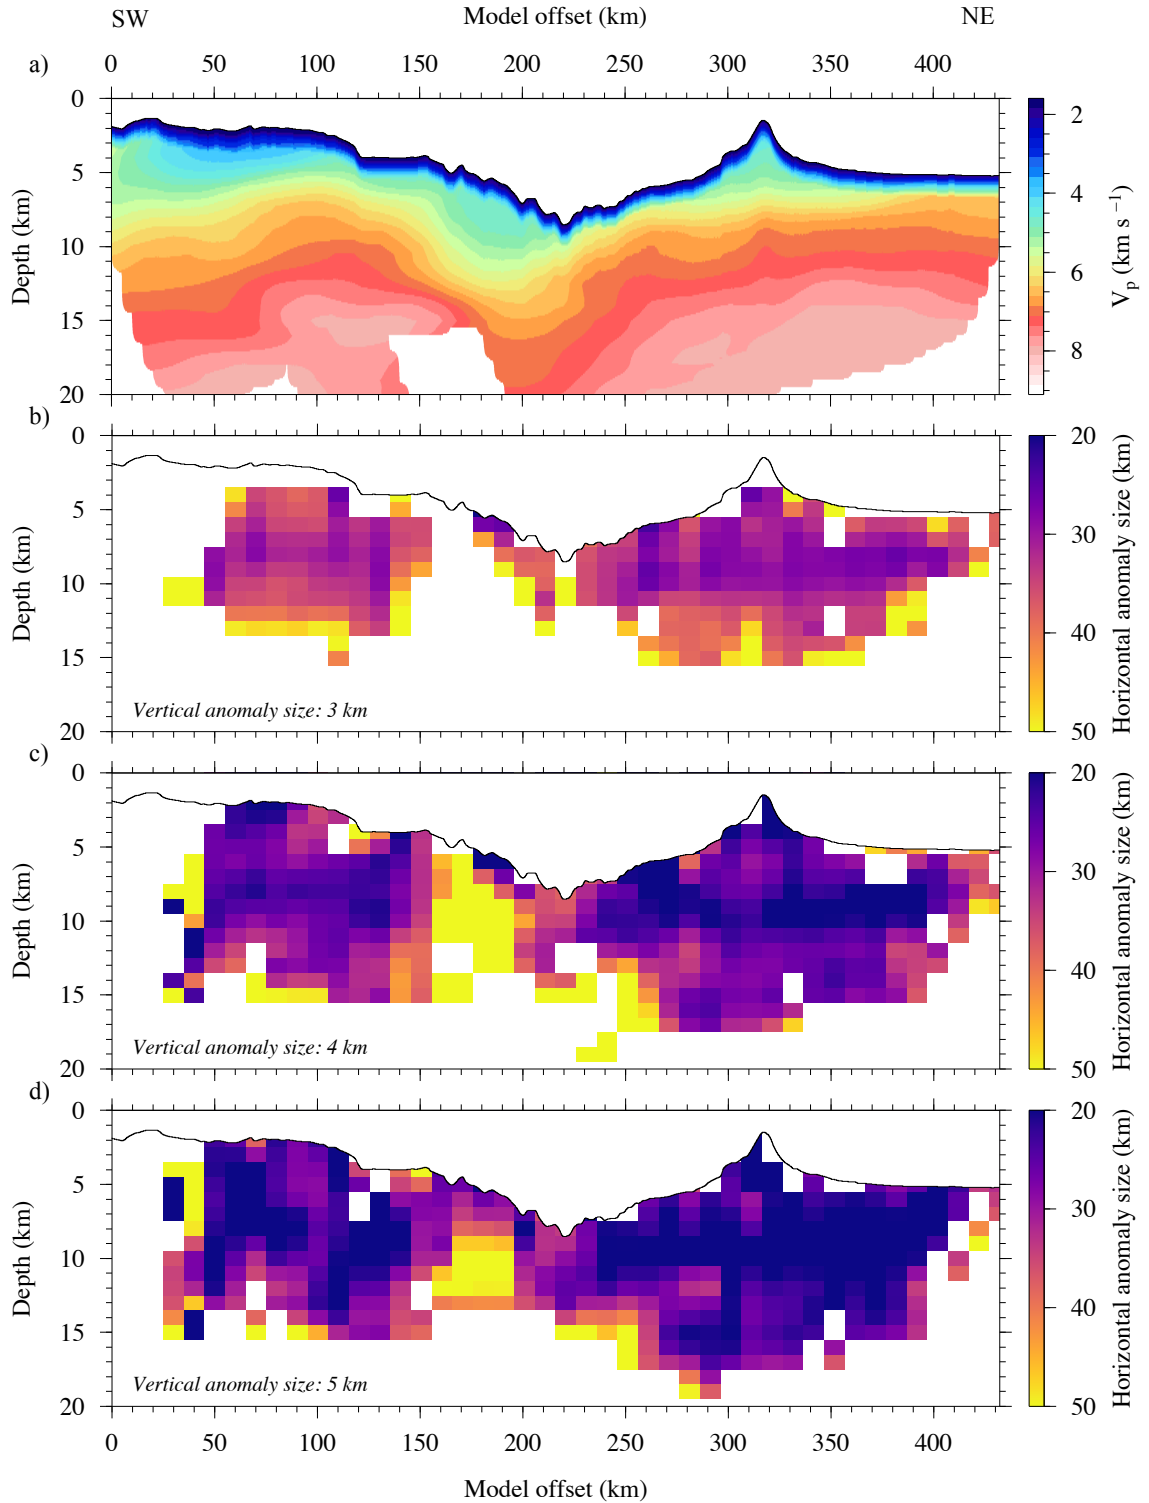 SW Model offset (km) NE
a) 0 50 100 150 200 250 300 350 400
0
5
10
15
20
Depth (km)
2
4
6
8
Vp (km s −1)
b)
0
5
10
15
20
Depth (km)
Vertical anomaly size: 3 km
20
30
40
50
Horizontal anomaly size (km)
c)
0
5
10
15
20
Depth (km)
Vertical anomaly size: 4 km
20
30
40
50
Horizontal anomaly size (km)
d)
0
5
10
15
20
Depth (km)
Vertical anomaly size: 5 km
20
30
40
50
Horizontal anomaly size (km)
0 50 100 150 200 250 300 350 400
Model offset (km)